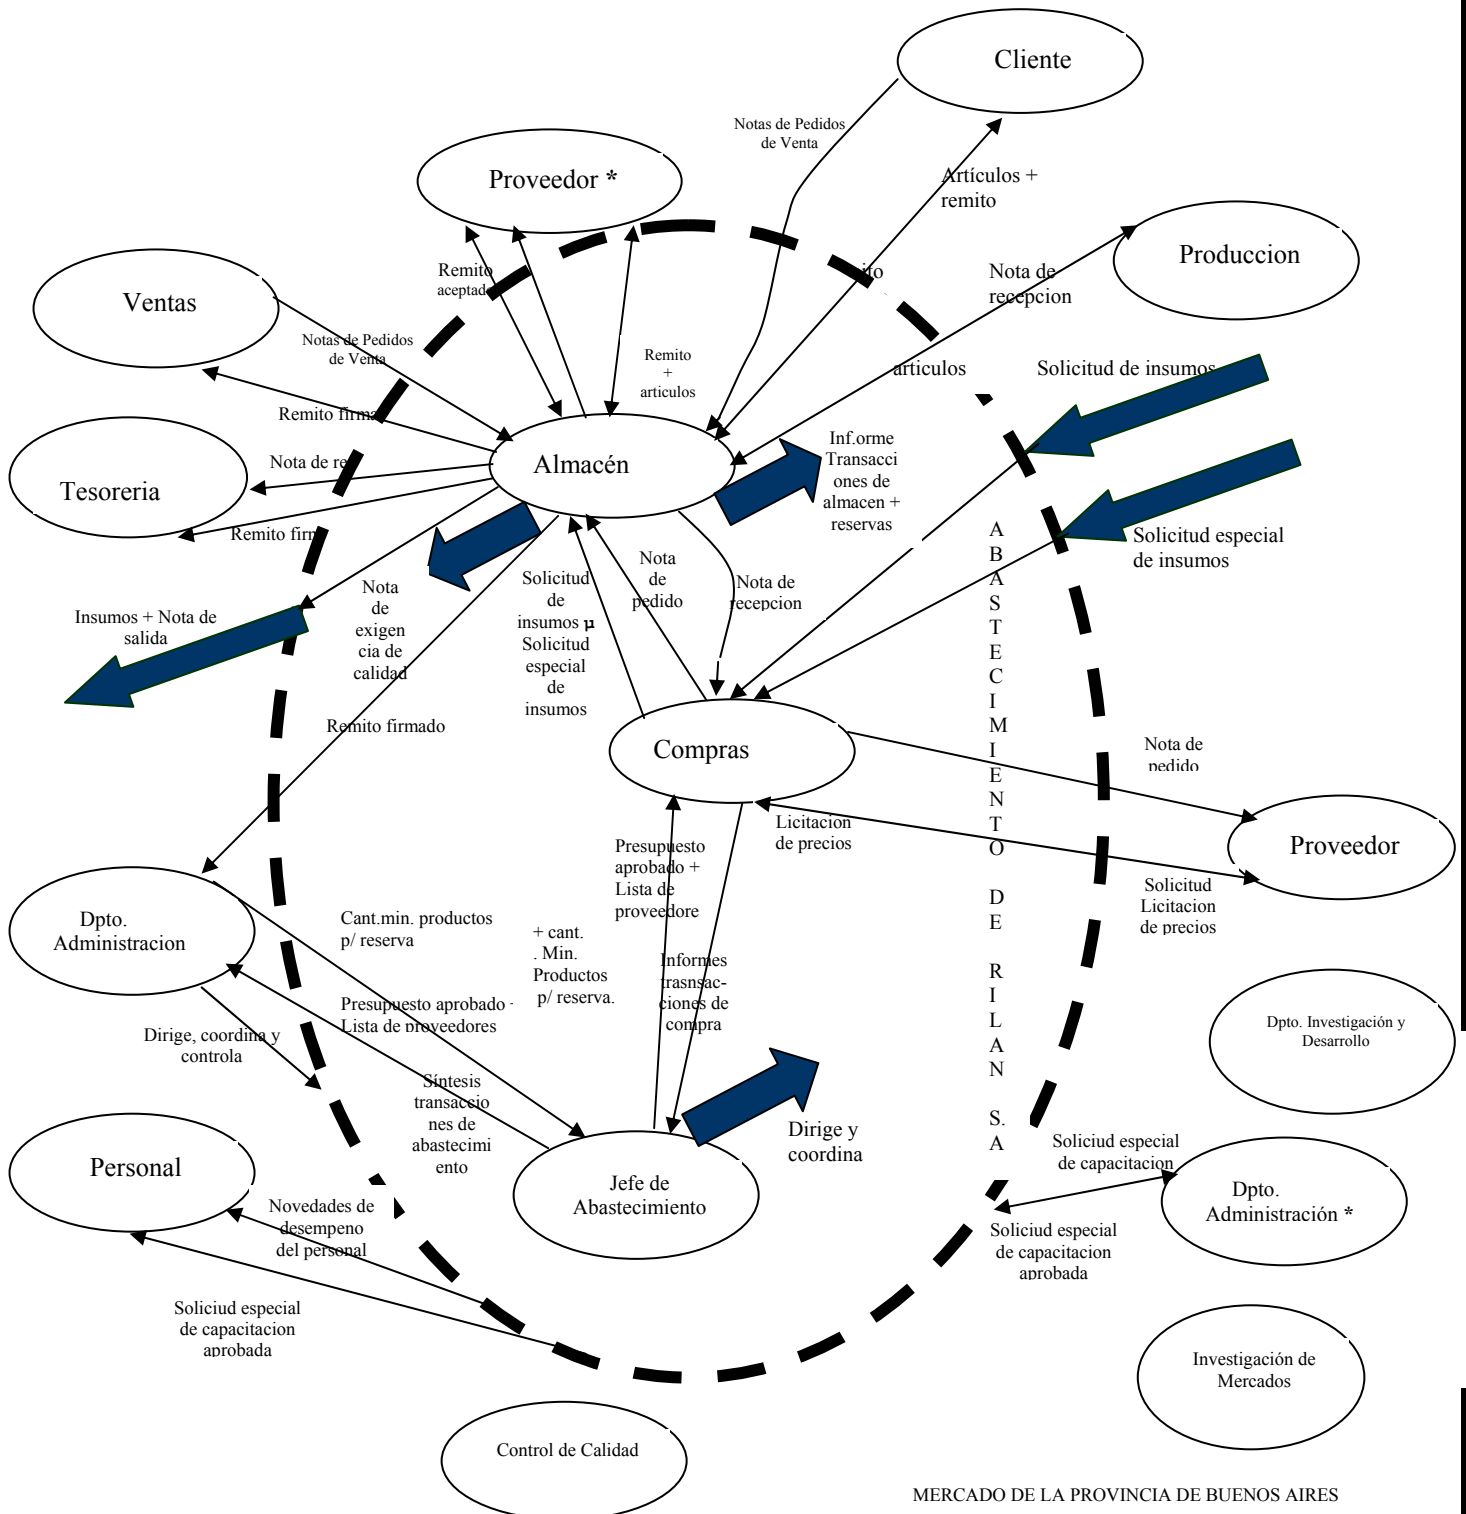 Cliente
Notas de Pedidos
de Venta
Proveedor *
Artículos +
remito
Produccion
Ventas
Remito
aceptad
ito
Nota de
recepcion
Notas de Pedidos
de Venta
Remito
+
articulos
articulos
Solicitud de insumos
Remito firma
Almacén
Inf.orme
Transacci
ones de
almacen +
reservas
Nota de re
Tesoreria
Remito firm
Solicitud especial
de insumos
Nota
de
pedido
Nota de
recepcion
Solicitud
de
insumos µ
Solicitud
especial
de
insumos
Nota
de
exigen
cia de
calidad
Insumos + Nota de
salida
Remito firmado
A
B
A
S
T
E
C
I
M
I
E
N
T
O
D
E
R
I
L
A
N
S.
A
Compras
Nota de
pedido
Licitacion
de precios
Proveedor
Presupuesto
aprobado +
Lista de
proveedore
Solicitud
Licitacion
de precios
Dpto.
Administracion
Cant.min. productos
p/ reserva
+ cant.
. Min.
Productos
p/ reserva.
Informes
trasnsac-
ciones de
compra
Presupuesto aprobado -
Lista de proveedores
Dirige, coordina y
controla
Dpto. Investigación y
Desarrollo
Síntesis
transaccio
nes de
abastecimi
ento
Dirige y
coordina
Soliciud especial
de capacitacion
Personal
Jefe de
Abastecimiento
Dpto.
Administración *
Novedades de
desempeno
del personal
Soliciud especial
de capacitacion
aprobada
Soliciud especial
de capacitacion
aprobada
Investigación de
Mercados
Control de Calidad
MERCADO DE LA PROVINCIA DE BUENOS AIRES